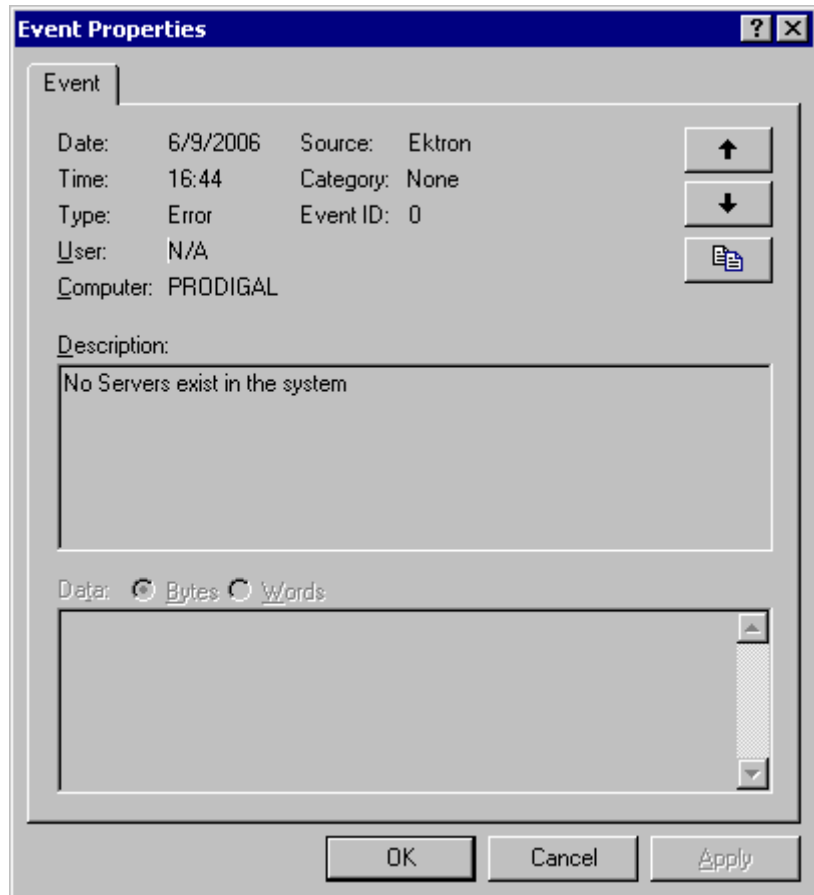 Event Properties
Event
Date: 6/9/2006 Source: Ektron
Time: 16:44 Category: None
Type: Error Event ID: 0
User: N/A
Computer: PRODIGAL
Description:
No Servers exist in the system
Data: Bytes Words
OK Cancel Apply